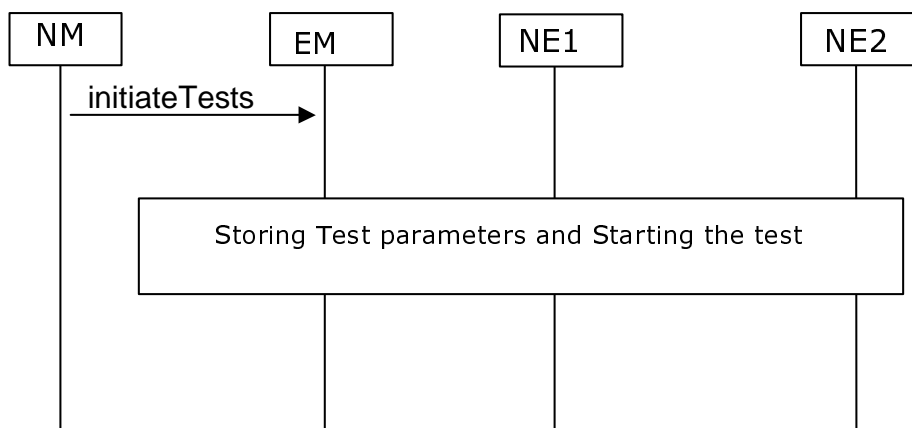 NM
EM
NE1
NE2
initiateTests
Storing Test parameters and Starting the test